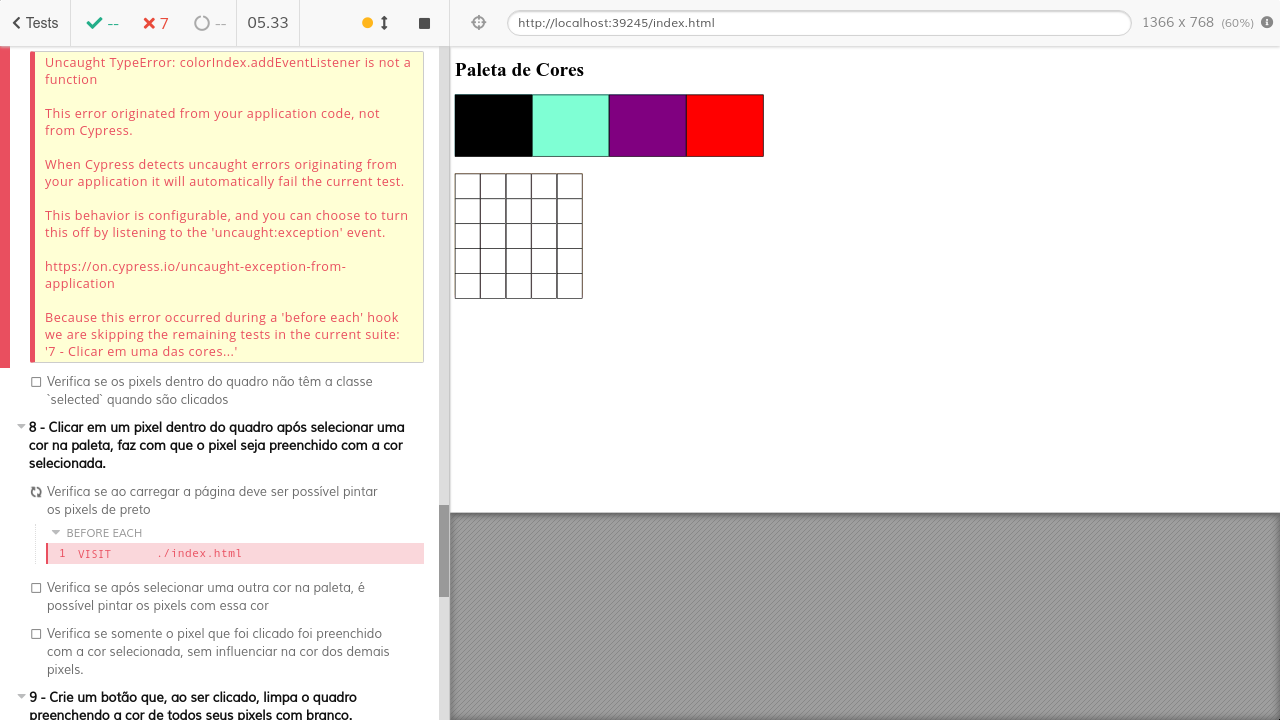 Tests
--
7
--
05.33
http://localhost:39245/index.html
1366 x 768 (60%)
Uncaught TypeError: colorIndex.addEventListener is not a
function
This error originated from your application code, not
from Cypress.
When Cypress detects uncaught errors originating from
your application it will automatically fail the current test.
This behavior is configurable, and you can choose to turn
this off by listening to the 'uncaught:exception' event.
https://on.cypress.io/uncaught-exception-from-
application
Because this error occurred during a 'before each' hook
we are skipping the remaining tests in the current suite:
'7 - Clicar em uma das cores...'
Verifica se os pixels dentro do quadro não têm a classe
`selected` quando são clicados
8 - Clicar em um pixel dentro do quadro após selecionar uma
cor na paleta, faz com que o pixel seja preenchido com a cor
selecionada.
Verifica se ao carregar a página deve ser possível pintar
os pixels de preto
BEFORE EACH
1 VISIT ./index.html
Verifica se após selecionar uma outra cor na paleta, é
possível pintar os pixels com essa cor
Verifica se somente o pixel que foi clicado foi preenchido
com a cor selecionada, sem influenciar na cor dos demais
pixels.
9 - Crie um botão que, ao ser clicado, limpa o quadro
preenchendo a cor de todos seus pixels com branco.
Paleta de Cores